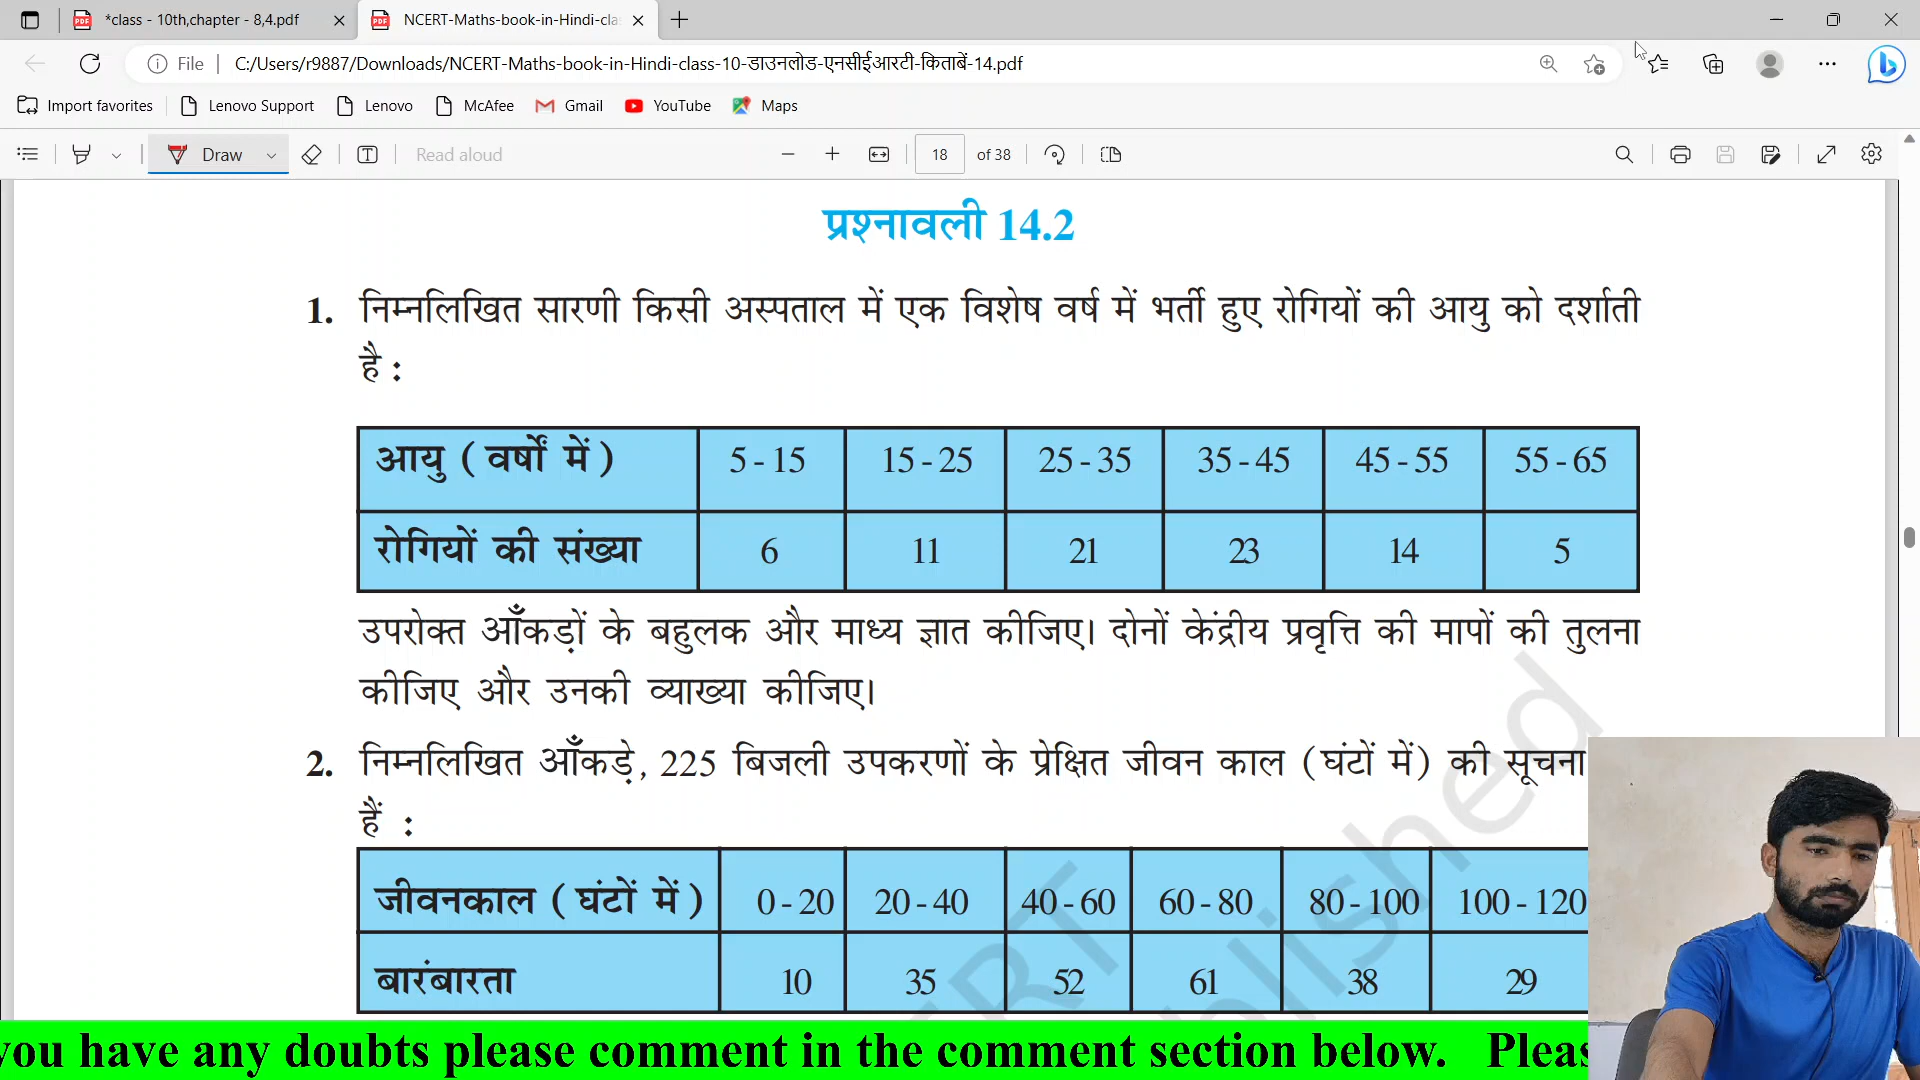 *class - 10th,chapter - 8,4.pdf
NCERT-Maths-book-in-Hindi-cla
File
C:/Users/r9887/Downloads/NCERT-Maths-book-in-Hindi-class-10-डाउनलोड-एनसीईआरटी-किताबें-14.pdf
Import favorites
Lenovo Support
Lenovo
McAfee
Gmail
YouTube
Maps
Draw
Read aloud
18 of 38
प्रश्नावली 14.2
1. निम्नलिखित सारणी किसी अस्पताल में एक विशेष वर्ष में भर्ती हुए रोगियों की आयु को दर्शाती
है :
आयु ( वर्षों में ) 5 - 15 15 - 25 25 - 35 35 - 45 45 - 55 55 - 65
रोगियों की संख्या 6 11 21 23 14 5
उपरोक्त आँकड़ों के बहुलक और माध्य ज्ञात कीजिए। दोनों केंद्रीय प्रवृत्ति की मापों की तुलना
कीजिए और उनकी व्याख्या कीजिए।
2. निम्नलिखित आँकड़े, 225 बिजली उपकरणों के प्रेक्षित जीवन काल (घंटों में) की सूचना
हैं :
जीवनकाल ( घंटों में ) 0 - 20 20 - 40 40 - 60 60 - 80 80 - 100 100 - 120
बारंबारता 10 35 52 61 38 29
you have any doubts please comment in the comment section below. Pleas